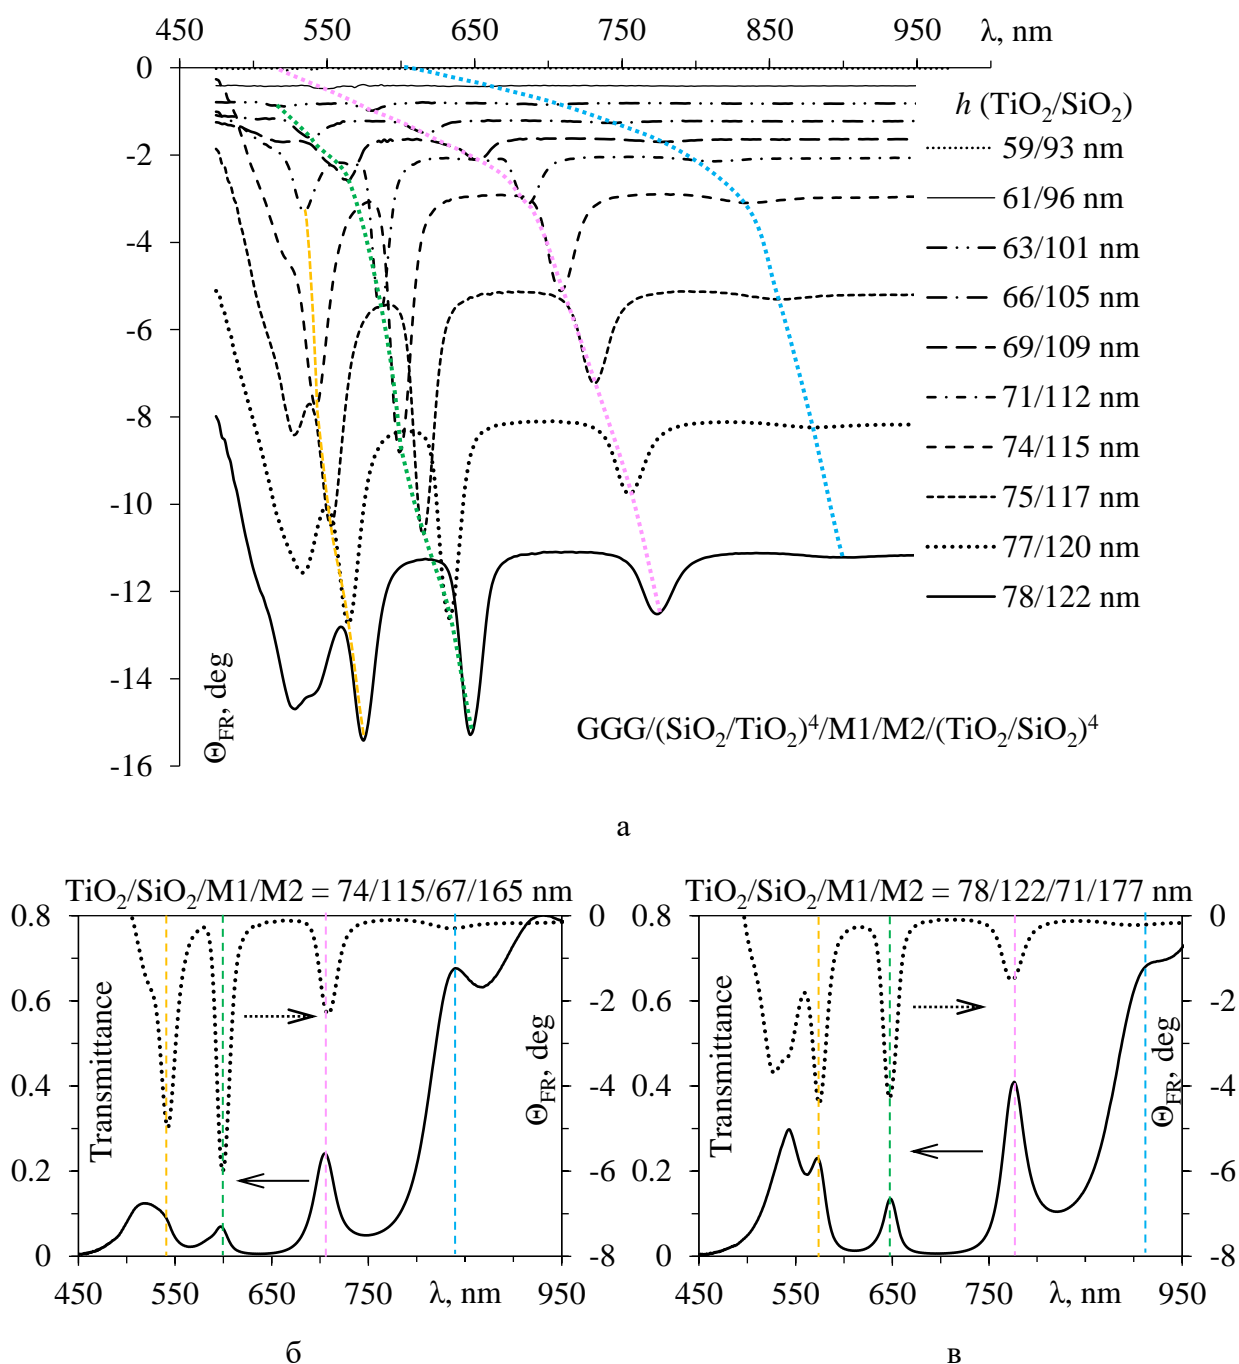 450 550 650 750 850 950 λ, nm
0
-2
-4
-6
-8
-10
-12
-14
-16
Θ_FR, deg
h (TiO₂/SiO₂)
59/93 nm
61/96 nm
63/101 nm
66/105 nm
69/109 nm
71/112 nm
74/115 nm
75/117 nm
77/120 nm
78/122 nm
GGG/(SiO₂/TiO₂)⁴/M1/M2/(TiO₂/SiO₂)⁴
а
TiO₂/SiO₂/M1/M2 = 74/115/67/165 nm
0.8
0.6
0.4
0.2
0
Transmittance
0
-2
-4
-6
-8
Θ_FR, deg
450 550 650 750 λ, nm 950
б
TiO₂/SiO₂/M1/M2 = 78/122/71/177 nm
0.8
0.6
0.4
0.2
0
Transmittance
0
-2
-4
-6
-8
Θ_FR, deg
450 550 650 750 λ, nm 950
в